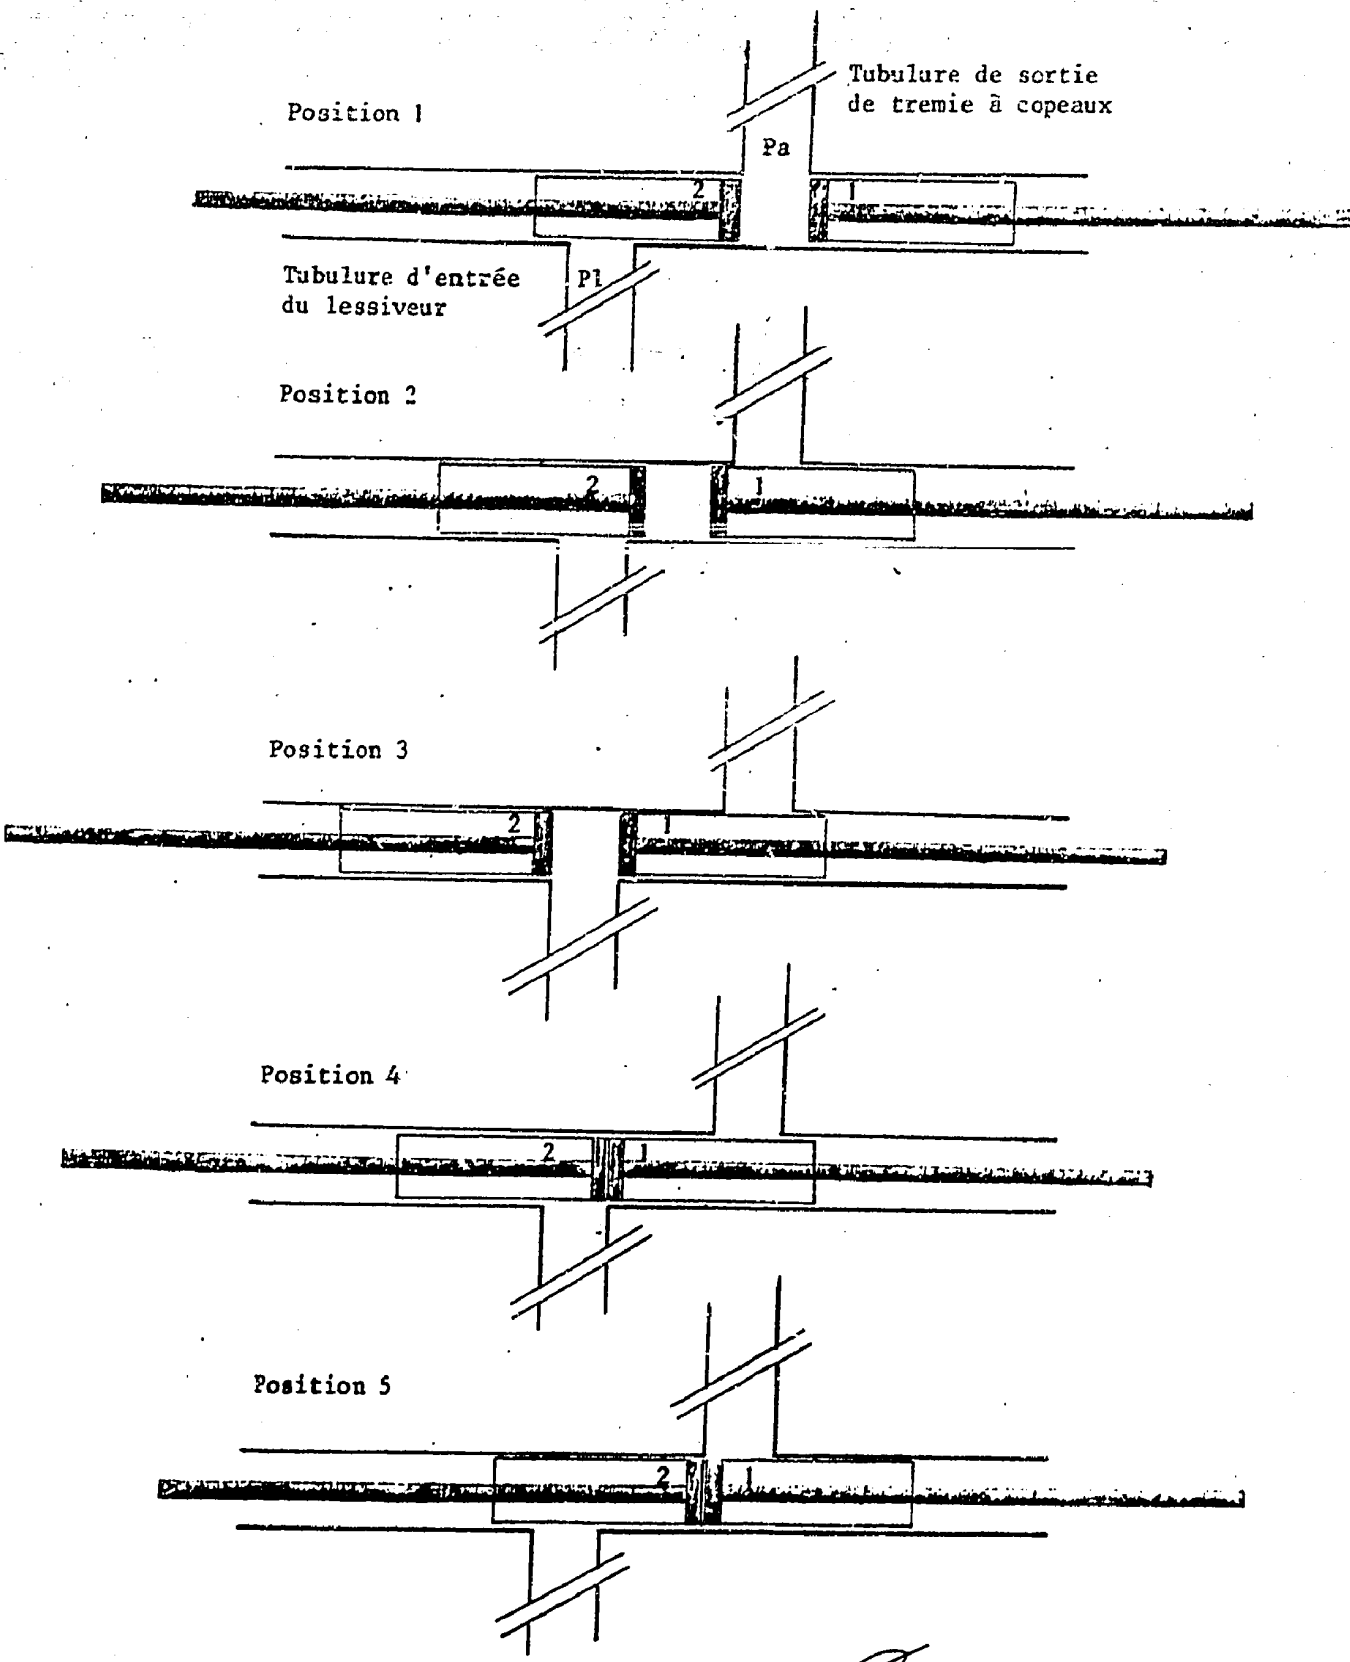 Tubulure de sortie
de tremie à copeaux
Position 1
Pa
2
1
Tubulure d'entrée
du lessiveur
Pl
Position 2
2
1
Position 3
2
1
Position 4
2
1
Position 5
2
1